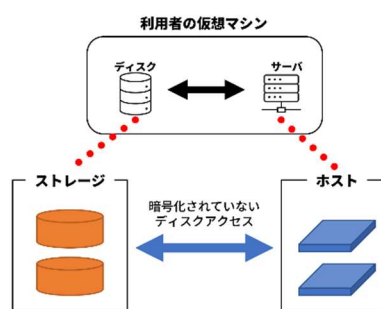 利用者の仮想マシン
ディスク
サーバ
ストレージ
ホスト
暗号化されていない
ディスクアクセス